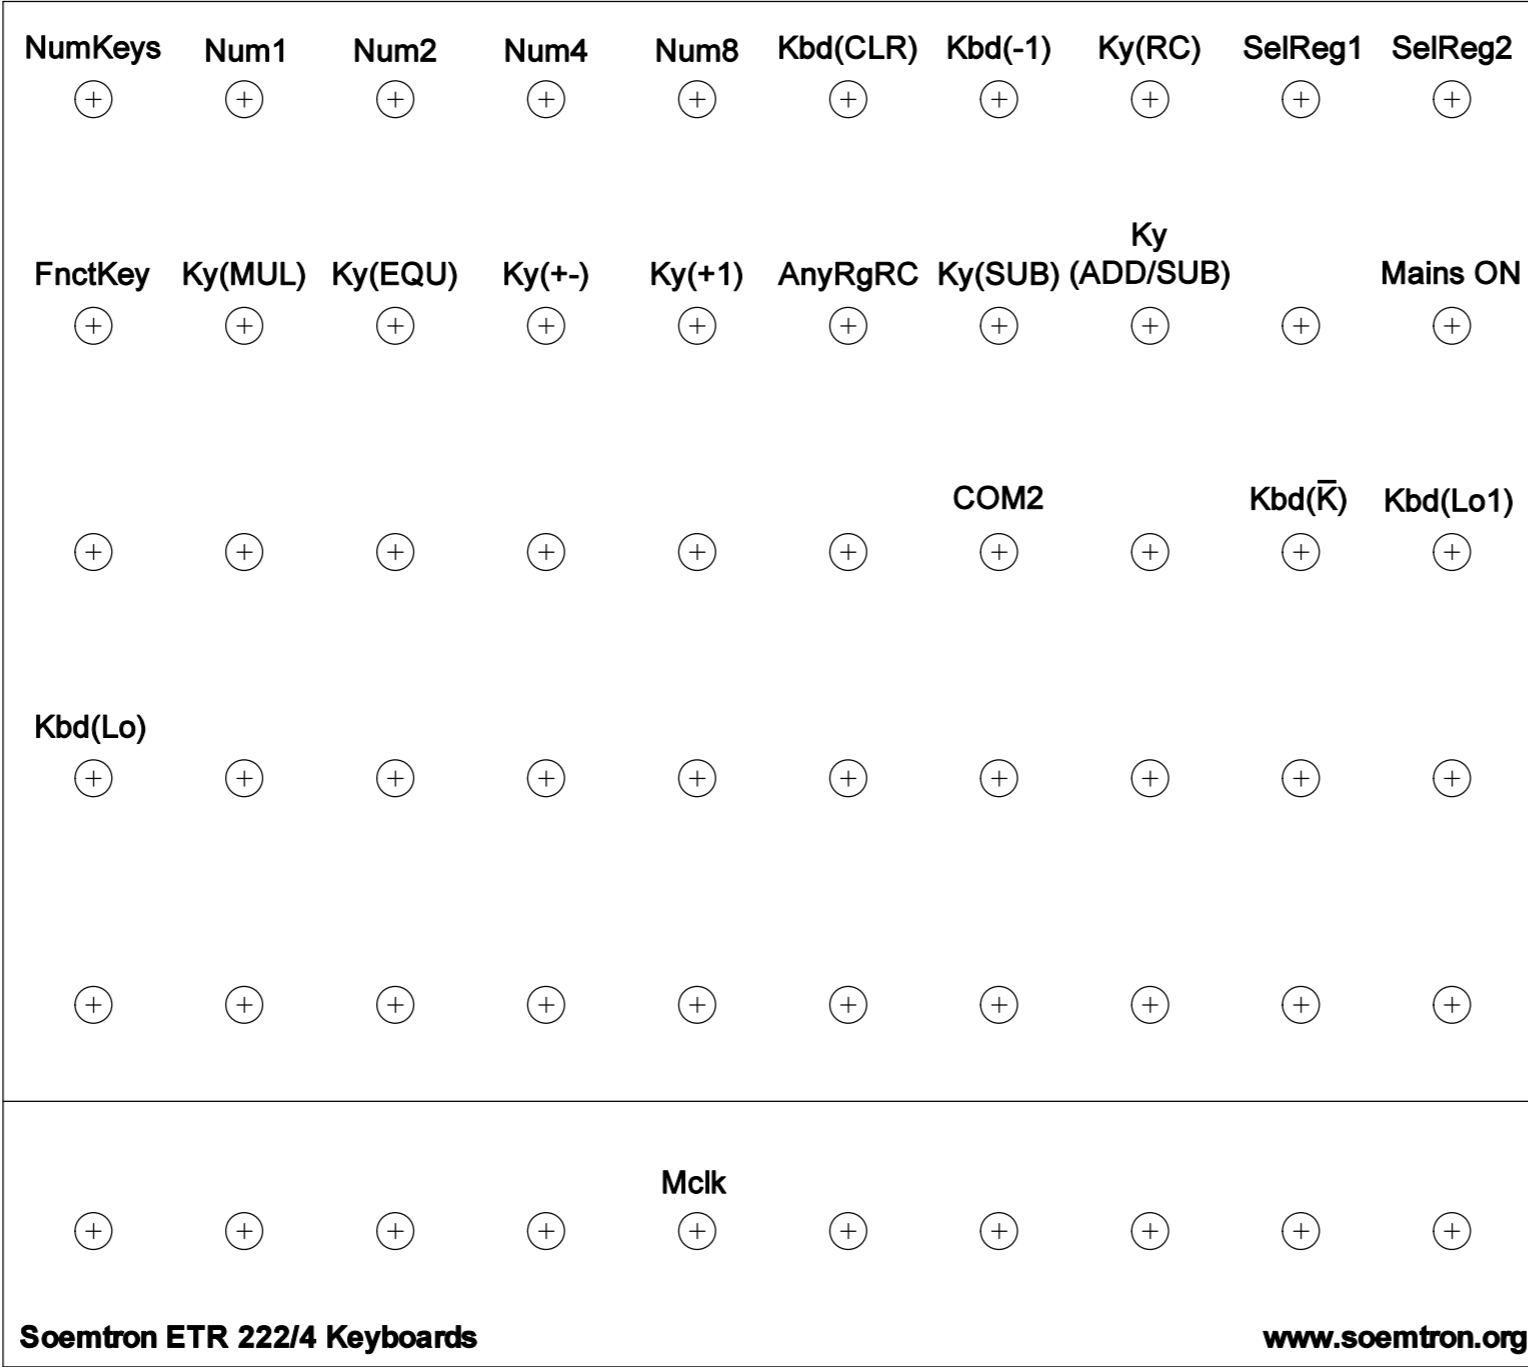 NumKeys Num1 Num2 Num4 Num8 Kbd(CLR) Kbd(-1) Ky(RC) SelReg1 SelReg2
Ky
FnctKey Ky(MUL) Ky(EQU) Ky(+-) Ky(+1) AnyRgRC Ky(SUB) (ADD/SUB) Mains ON
COM2 Kbd(K̅) Kbd(Lo1)
Kbd(Lo)
Mclk
Soemtron ETR 222/4 Keyboards www.soemtron.org